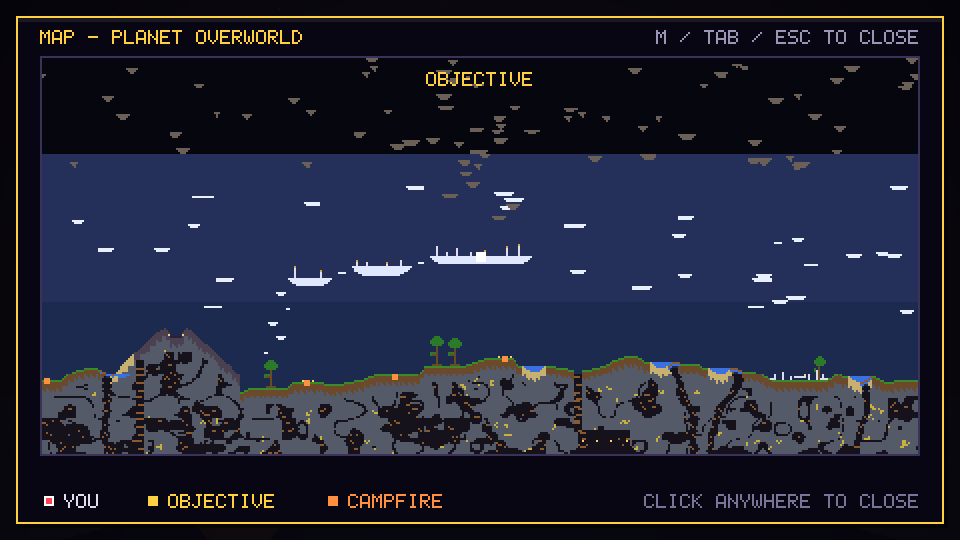 MAP – PLANET OVERWORLD
M / TAB / ESC TO CLOSE
OBJECTIVE
YOU
OBJECTIVE
CAMPFIRE
CLICK ANYWHERE TO CLOSE